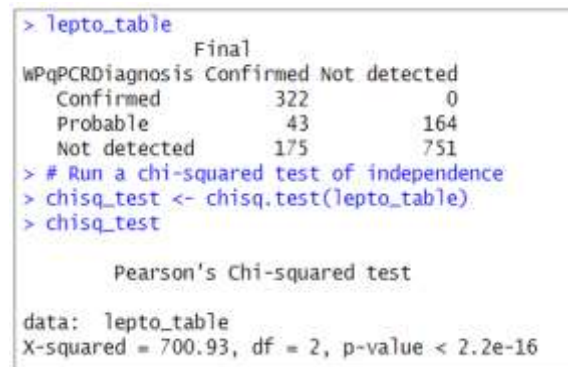 > lepto_table
Final
WPqPCRDiagnosis Confirmed Not detected
Confirmed 322 0
Probable 43 164
Not detected 175 751
> # Run a chi-squared test of independence
> chisq_test <- chisq.test(lepto_table)
> chisq_test
Pearson's Chi-squared test
data: lepto_table
X-squared = 700.93, df = 2, p-value < 2.2e-16